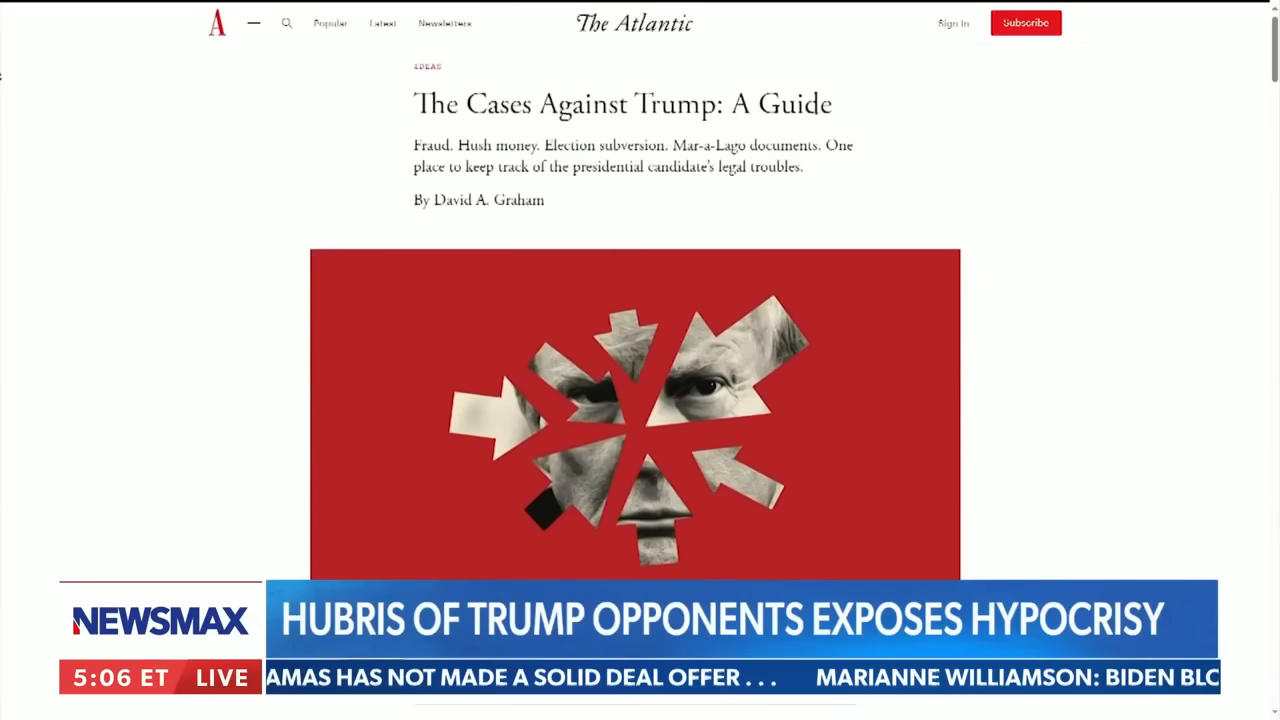 A
Popular
Latest
Newsletters
The Atlantic
Sign In
Subscribe
IDEAS
The Cases Against Trump: A Guide
Fraud. Hush money. Election subversion. Mar-a-Lago documents. One
place to keep track of the presidential candidate's legal troubles.
By David A. Graham
NEWSMAX
HUBRIS OF TRUMP OPPONENTS EXPOSES HYPOCRISY
5:06 ET LIVE
AMAS HAS NOT MADE A SOLID DEAL OFFER . . . MARIANNE WILLIAMSON: BIDEN BLC